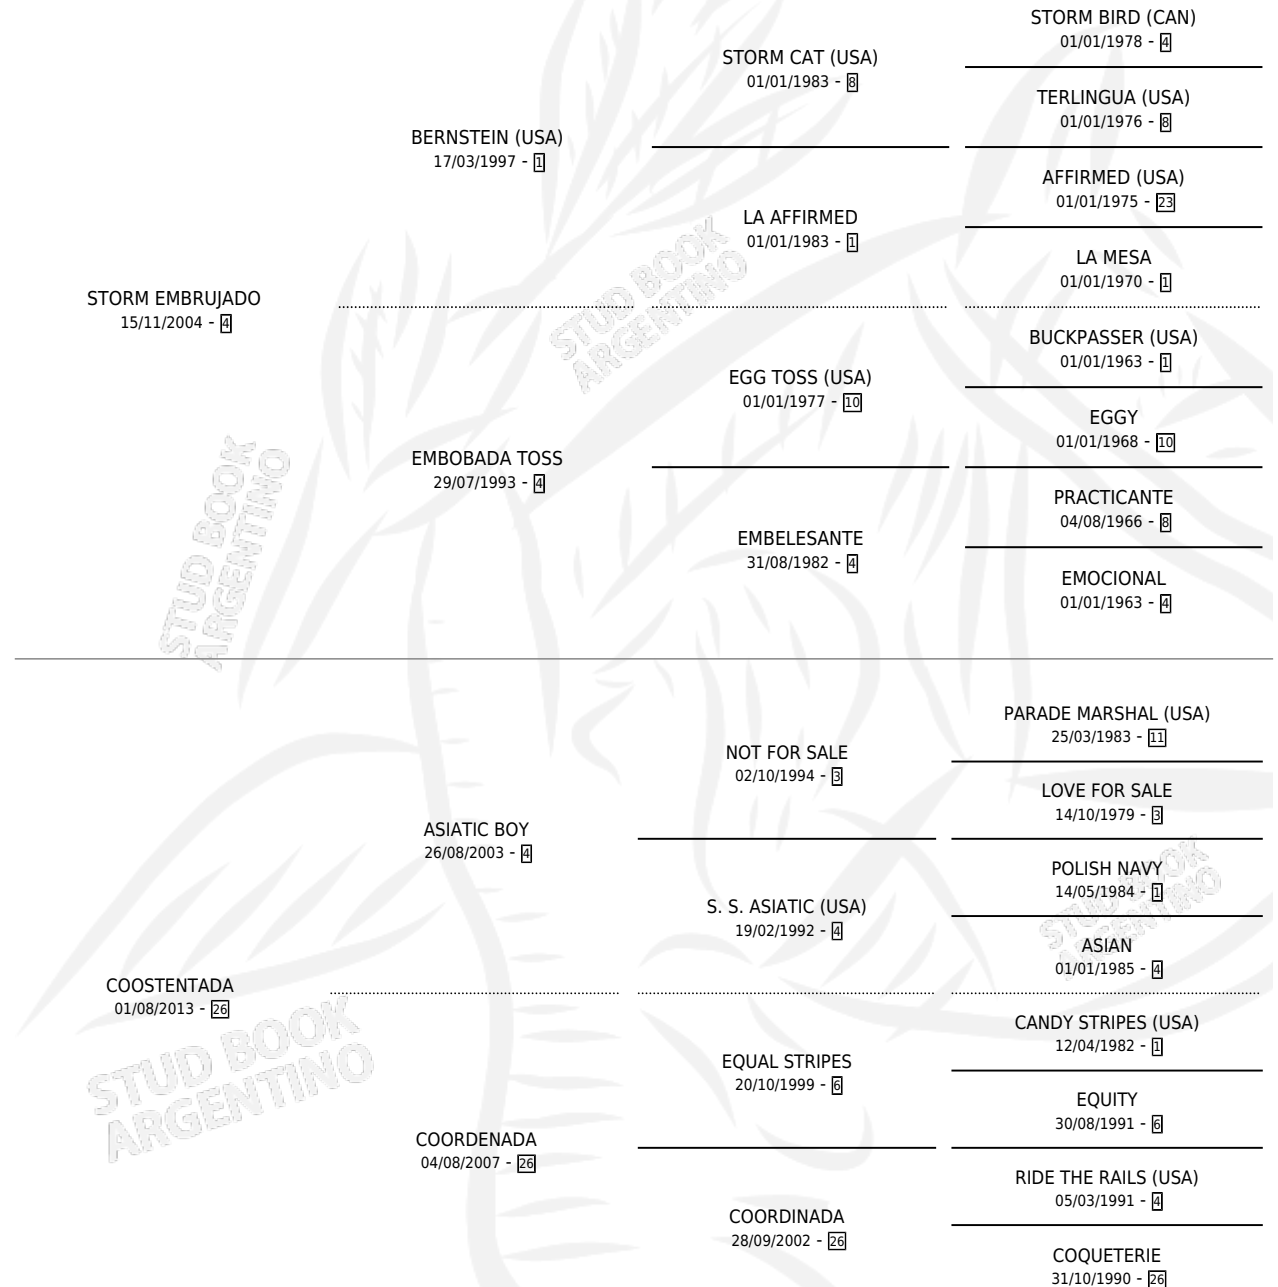 STORM BIRD (CAN)
01/01/1978 - 4
STORM CAT (USA)
01/01/1983 - 8
TERLINGUA (USA)
01/01/1976 - 8
BERNSTEIN (USA)
17/03/1997 - 1
AFFIRMED (USA)
01/01/1975 - 23
LA AFFIRMED
01/01/1983 - 1
LA MESA
01/01/1970 - 1
STORM EMBRUJADO
15/11/2004 - 4
BUCKPASSER (USA)
01/01/1963 - 1
EGG TOSS (USA)
01/01/1977 - 10
EGGY
01/01/1968 - 10
EMBOBADA TOSS
29/07/1993 - 4
PRACTICANTE
04/08/1966 - 8
EMBELESANTE
31/08/1982 - 4
EMOCIONAL
01/01/1963 - 4
STUD BOOK
ARGENTINO
STUD BOOK
ARGENTINO
PARADE MARSHAL (USA)
25/03/1983 - 11
NOT FOR SALE
02/10/1994 - 3
LOVE FOR SALE
14/10/1979 - 3
ASIATIC BOY
26/08/2003 - 4
POLISH NAVY
14/05/1984 - 1
S. S. ASIATIC (USA)
19/02/1992 - 4
ASIAN
01/01/1985 - 4
STUD BOOK
ARGENTINO
COOSTENTADA
01/08/2013 - 26
CANDY STRIPES (USA)
12/04/1982 - 1
EQUAL STRIPES
20/10/1999 - 6
EQUITY
30/08/1991 - 6
STUD BOOK
ARGENTINO
COORDENADA
04/08/2007 - 26
RIDE THE RAILS (USA)
05/03/1991 - 4
COORDINADA
28/09/2002 - 26
COQUETERIE
31/10/1990 - 26